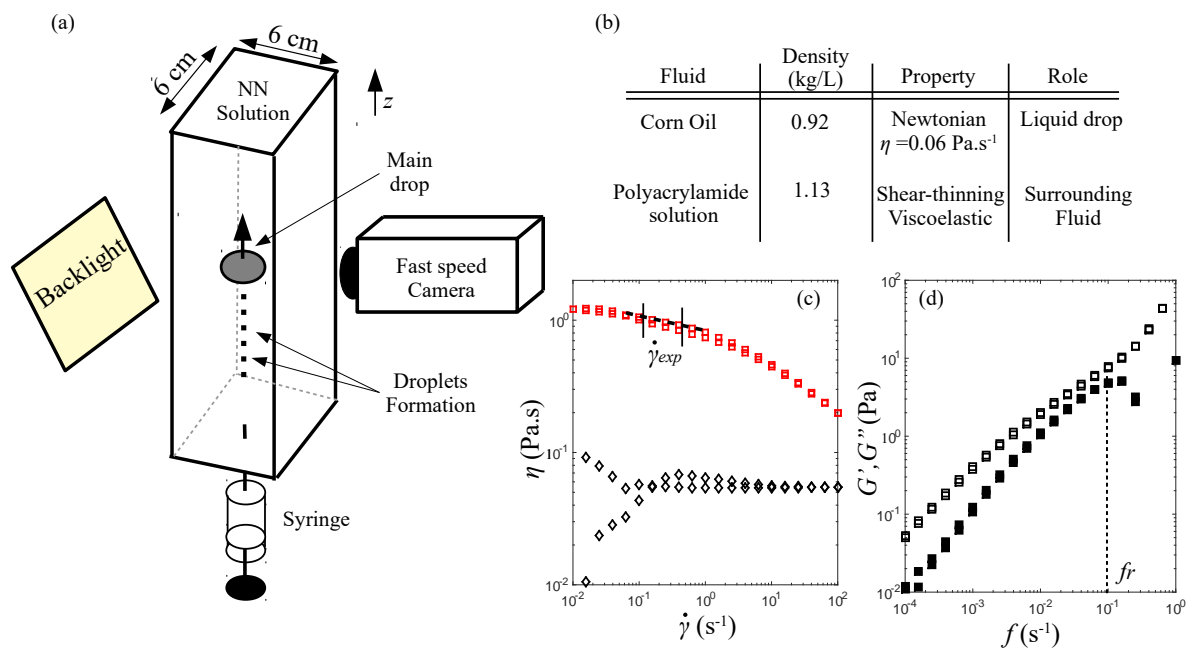 (a)
6 cm
6 cm
NN
Solution
z
Main
drop
Backlight
Fast speed
Camera
Droplets
Formation
Syringe
(b)
Fluid Density (kg/L) Property Role
Corn Oil 0.92 Newtonian η =0.06 Pa.s⁻¹ Liquid drop
Polyacrylamide solution 1.13 Shear-thinning Viscoelastic Surrounding Fluid
(c)
10⁰
10⁻¹
10⁻²
η (Pa.s)
γ̇exp
10⁻² 10⁻¹ 10⁰ 10¹ 10²
γ̇ (s⁻¹)
(d)
10²
10¹
10⁰
10⁻¹
10⁻²
G', G" (Pa)
fr
10⁻⁴ 10⁻³ 10⁻² 10⁻¹ 10⁰
f (s⁻¹)